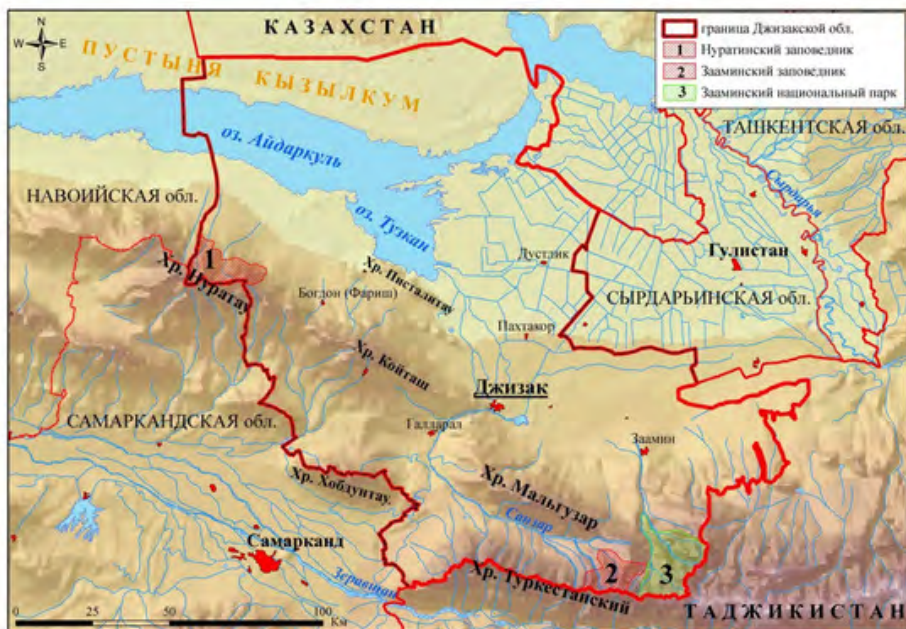 КАЗАХСТАН
N
W E
S
граница Джизакской обл.
1 Нуратинский заповедник
2 Зааминский заповедник
3 Зааминский национальный парк
ПУСТЫНЯ КЫЗЫЛКУМ
ТАШКЕНТСКАЯ обл.
оз. Айдаркуль
Сырдарья
НАВОИЙСКАЯ обл.
оз. Тузкан
Гулистан
Дустлик
1
Хр. Нуратау
Хр. Писталитау
Богдон (Фариш)
СЫРДАРЬИНСКАЯ обл.
Пахтакор
Хр. Койташ
Джизак
САМАРКАНДСКАЯ обл.
Галларал
Заамин
Хр. Хобдунтау.
Хр. Мальгузар
Санзар
Самарканд
Зеравшан
2
3
Хр. Туркестанский
ТАДЖИКИСТАН
0 25 50 100
Км